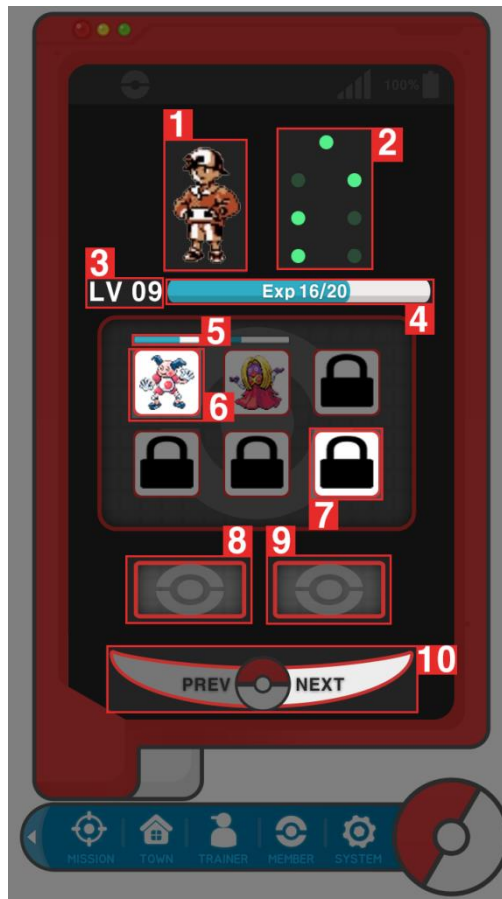 100%
1
2
3
LV 09
Exp 16/20
4
5
6
7
8
9
10
PREV
NEXT
MISSION
TOWN
TRAINER
MEMBER
SYSTEM